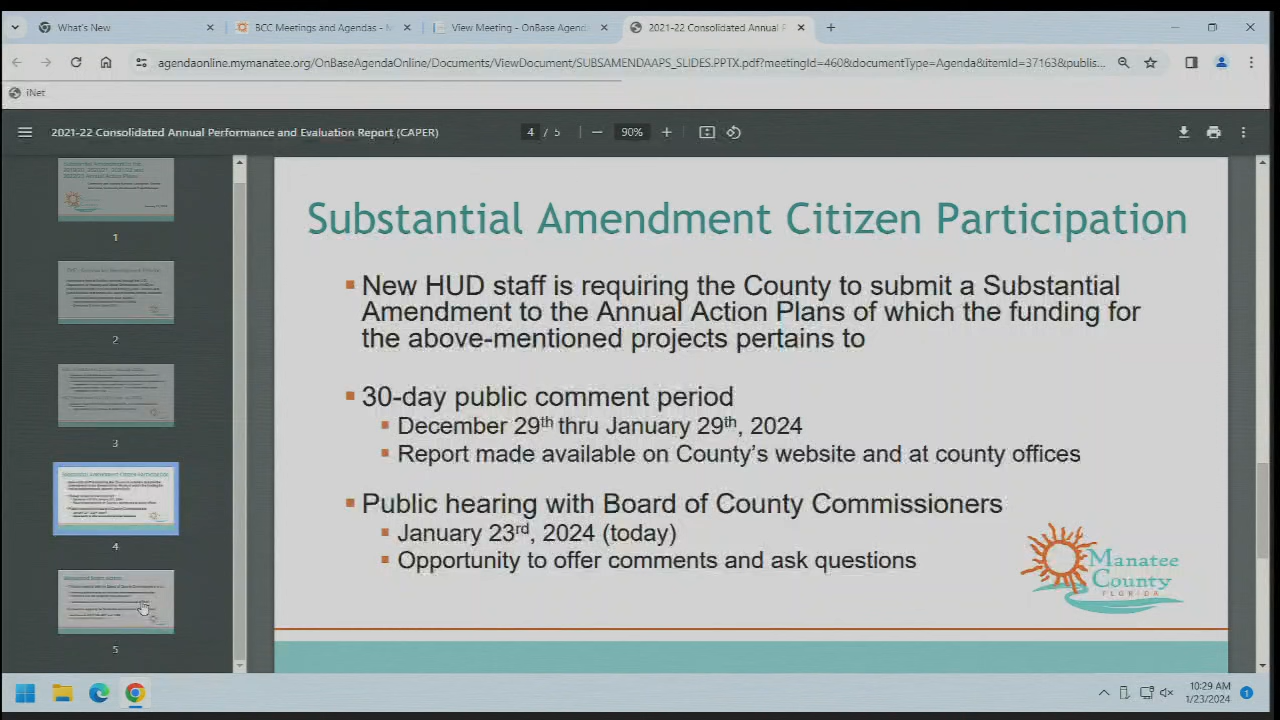 What's New
BCC Meetings and Agendas -
View Meeting - OnBase Agenda
2021-22 Consolidated Annual P
agendaonline.mymanatee.org/OnBaseAgendaOnline/Documents/ViewDocument/SUBSAMENDAAPS_SLIDES.PPTX.pdf?meetingId=460&documentType=Agenda&itemId=37163&publis...
iNet
2021-22 Consolidated Annual Performance and Evaluation Report (CAPER)
4 / 5
90%
1
2
3
4
5
Substantial Amendment Citizen Participation
New HUD staff is requiring the County to submit a Substantial
Amendment to the Annual Action Plans of which the funding for
the above-mentioned projects pertains to
30-day public comment period
December 29th thru January 29th, 2024
Report made available on County's website and at county offices
Public hearing with Board of County Commissioners
January 23rd, 2024 (today)
Opportunity to offer comments and ask questions
Manatee
County
FLORIDA
10:29 AM
1/23/2024
1